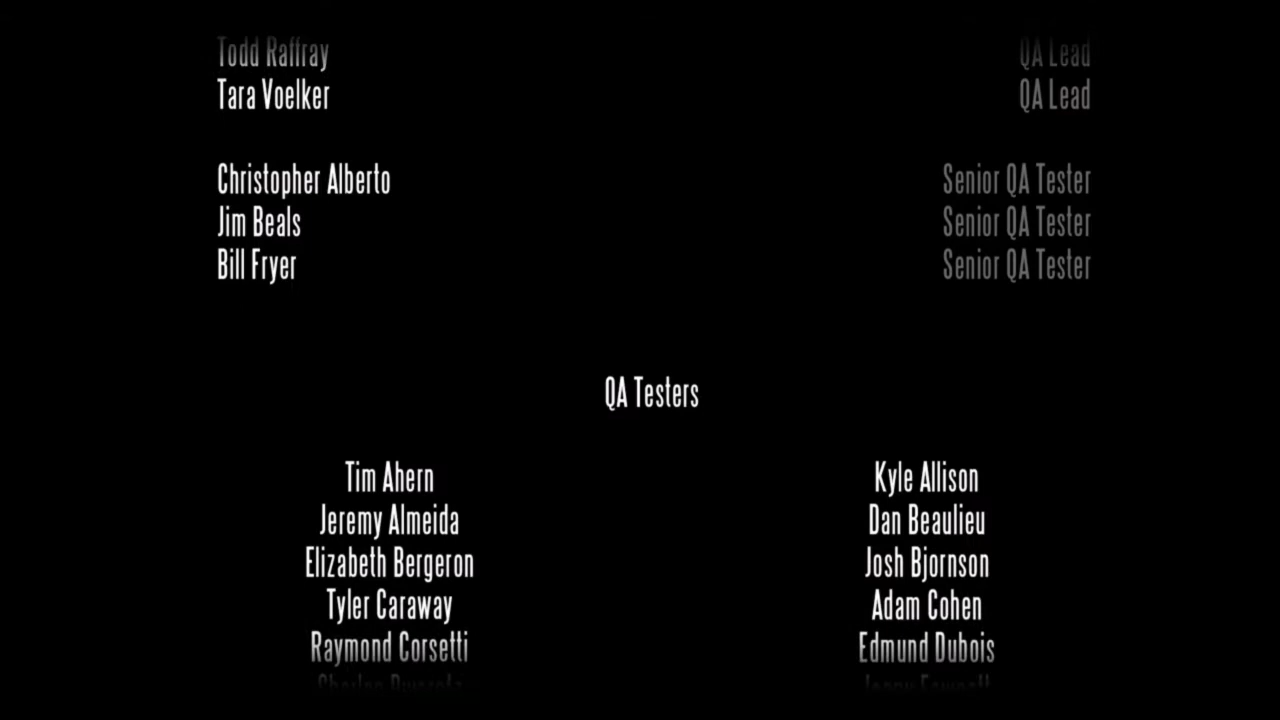 Todd Raffray QA Lead
Tara Voelker QA Lead
Christopher Alberto Senior QA Tester
Jim Beals Senior QA Tester
Bill Fryer Senior QA Tester
QA Testers
Tim Ahern Kyle Allison
Jeremy Almeida Dan Beaulieu
Elizabeth Bergeron Josh Bjornson
Tyler Caraway Adam Cohen
Raymond Corsetti Edmund Dubois